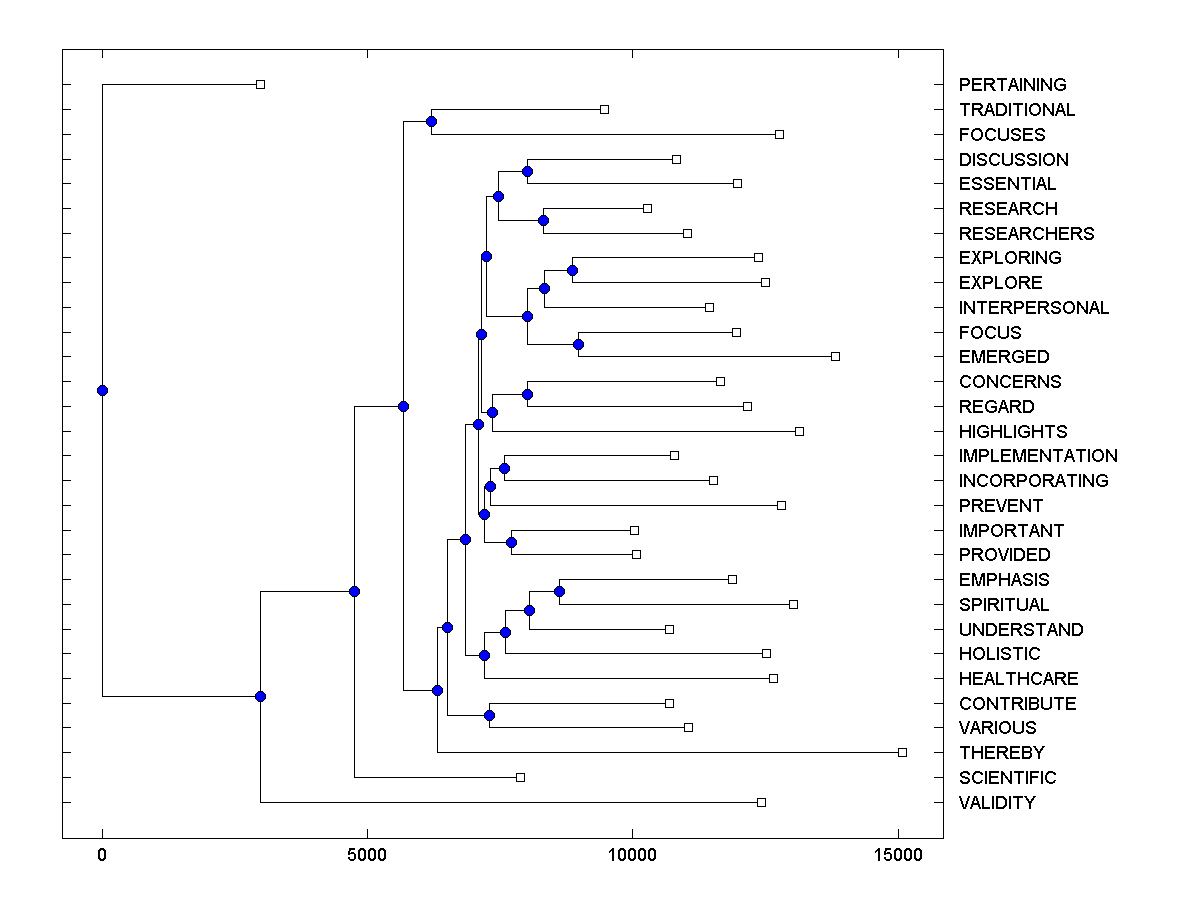 PERTAINING
TRADITIONAL
FOCUSES
DISCUSSION
ESSENTIAL
RESEARCH
RESEARCHERS
EXPLORING
EXPLORE
INTERPERSONAL
FOCUS
EMERGED
CONCERNS
REGARD
HIGHLIGHTS
IMPLEMENTATION
INCORPORATING
PREVENT
IMPORTANT
PROVIDED
EMPHASIS
SPIRITUAL
UNDERSTAND
HOLISTIC
HEALTHCARE
CONTRIBUTE
VARIOUS
THEREBY
SCIENTIFIC
VALIDITY
0 5000 10000 15000